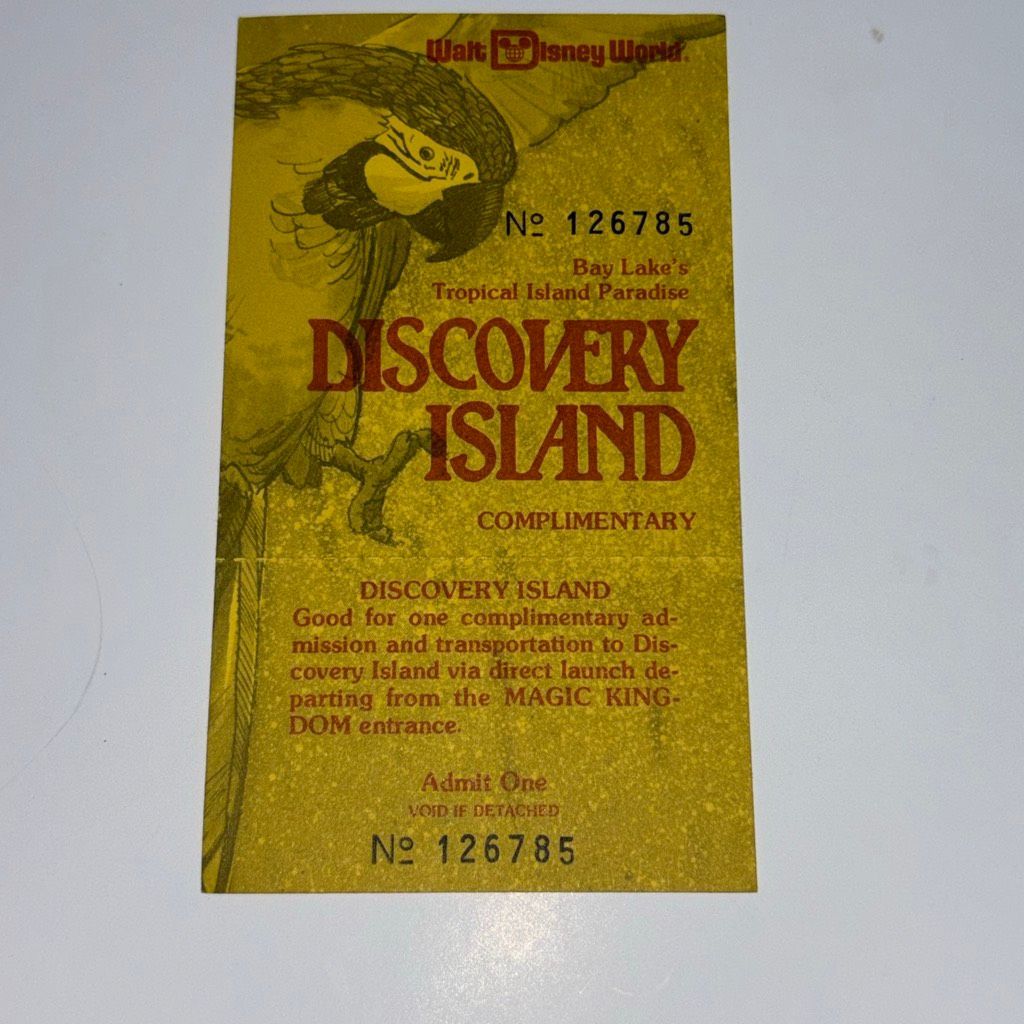 Walt Disney World®
Nº 126785
Bay Lake's
Tropical Island Paradise
DISCOVERY
ISLAND
COMPLIMENTARY
DISCOVERY ISLAND
Good for one complimentary ad-
mission and transportation to Dis-
covery Island via direct launch de-
parting from the MAGIC KING-
DOM entrance.
Admit One
VOID IF DETACHED
Nº 126785